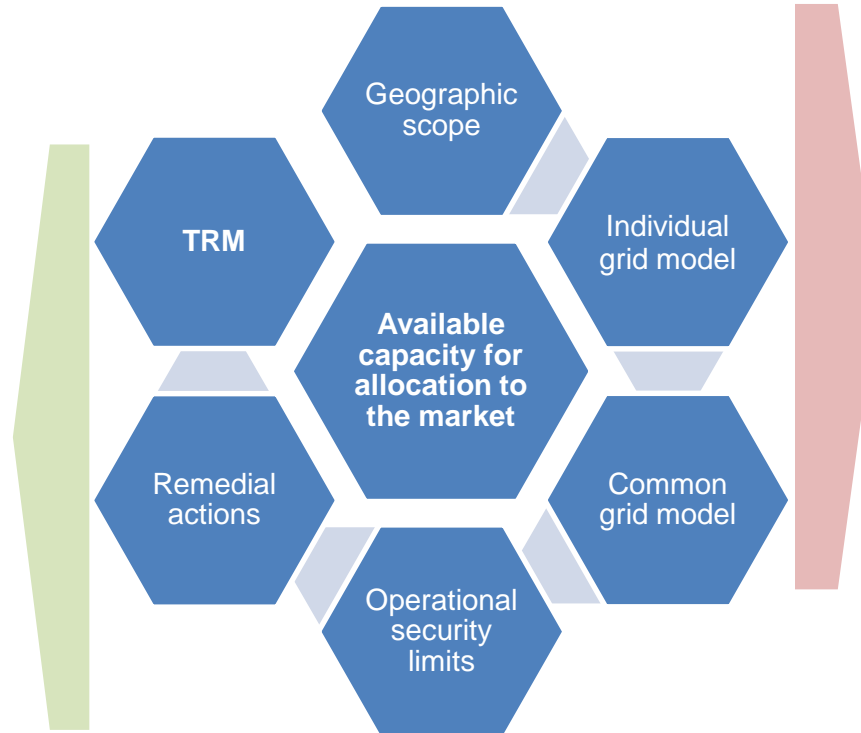 Geographic
scope
TRM
Individual
grid model
Available
capacity for
allocation to
the market
Remedial
actions
Common
grid model
Operational
security
limits